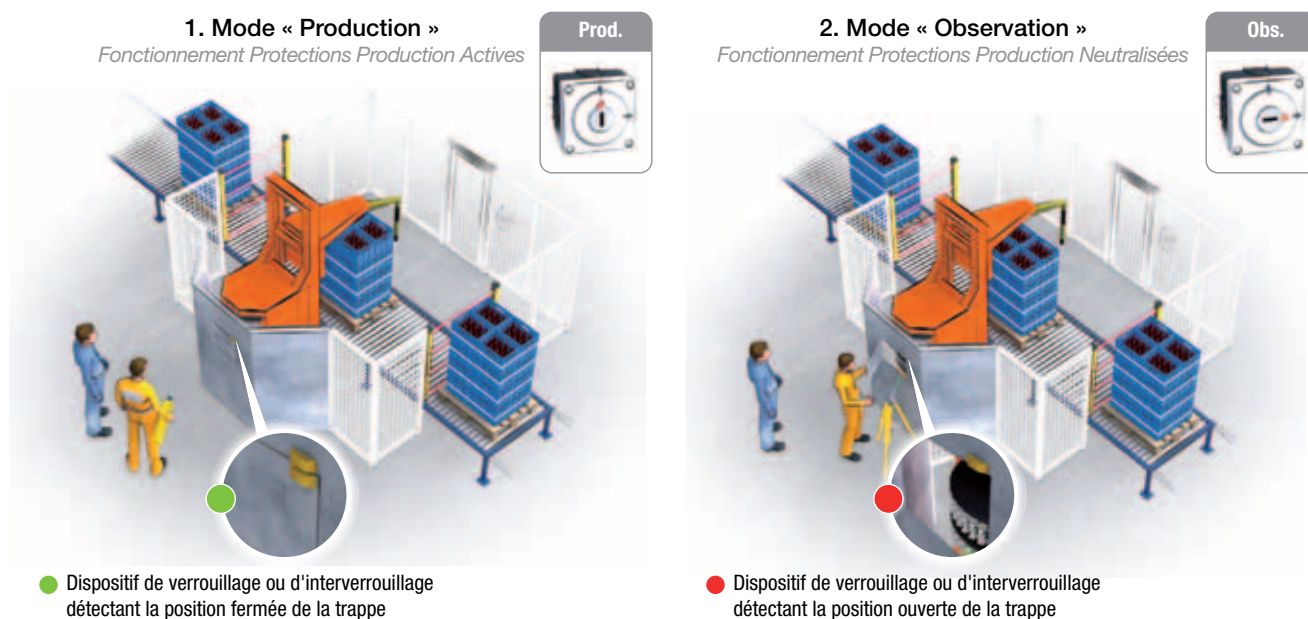 1. Mode « Production »
Fonctionnement Protections Production Actives
Prod.
2. Mode « Observation »
Fonctionnement Protections Production Neutralisées
Obs.
Dispositif de verrouillage ou d'interverrouillage
détectant la position fermée de la trappe
Dispositif de verrouillage ou d'interverrouillage
détectant la position ouverte de la trappe